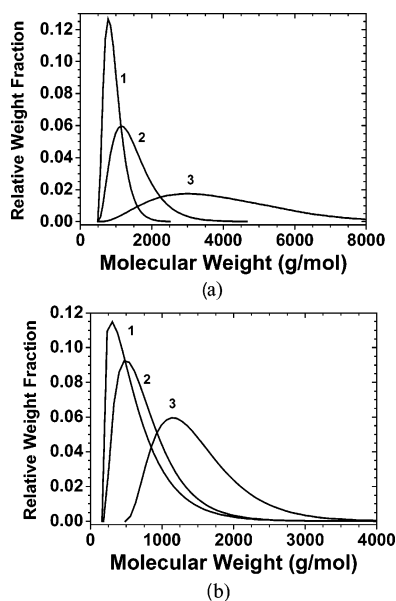 0.12
0.10
0.08
0.06
0.04
0.02
0.00
Relative Weight Fraction
1
2
3
0 2000 4000 6000 8000
Molecular Weight (g/mol)
(a)
0.12
0.10
0.08
0.06
0.04
0.02
0.00
Relative Weight Fraction
1
2
3
0 1000 2000 3000 4000
Molecular Weight (g/mol)
(b)